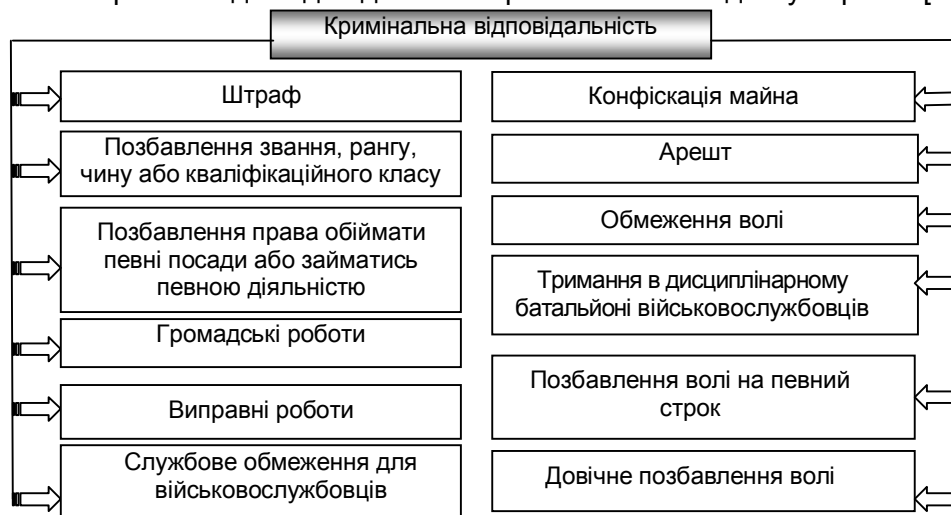 Кримінальна відповідальність
Штраф
Позбавлення звання, рангу,
чину або кваліфікаційного класу
Позбавлення права обіймати
певні посади або займатись
певною діяльністю
Громадські роботи
Виправні роботи
Службове обмеження для
військовослужбовців
Конфіскація майна
Арешт
Обмеження волі
Тримання в дисциплінарному
батальйоні військовослужбовців
Позбавлення волі на певний
строк
Довічне позбавлення волі